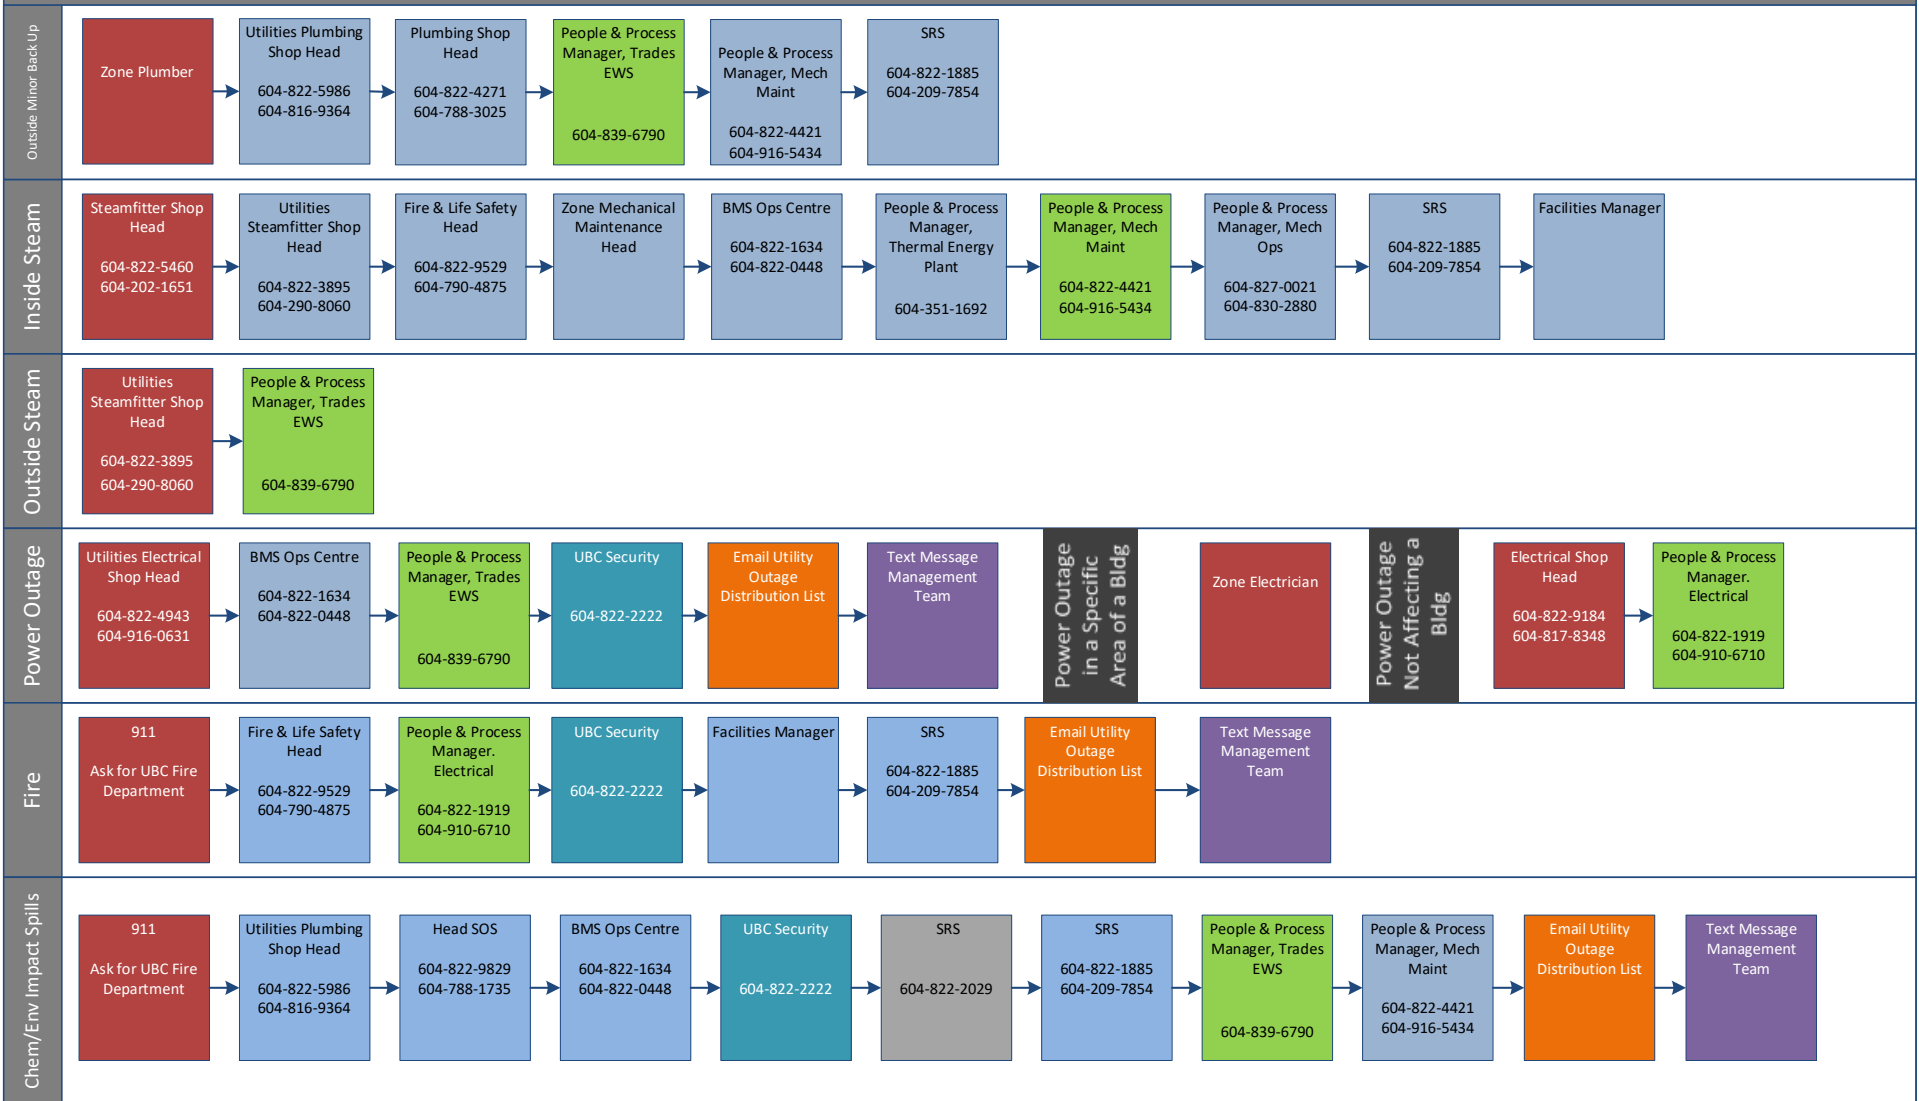 Outside Minor Back Up
Zone Plumber
Utilities Plumbing
Shop Head
604-822-5986
604-816-9364
Plumbing Shop
Head
604-822-4271
604-788-3025
People & Process
Manager, Trades
EWS
604-839-6790
People & Process
Manager, Mech
Maint
604-822-4421
604-916-5434
SRS
604-822-1885
604-209-7854
Inside Steam
Steamfitter Shop
Head
604-822-5460
604-202-1651
Utilities
Steamfitter Shop
Head
604-822-3895
604-290-8060
Fire & Life Safety
Head
604-822-9529
604-790-4875
Zone Mechanical
Maintenance
Head
BMS Ops Centre
604-822-1634
604-822-0448
People & Process
Manager,
Thermal Energy
Plant
604-351-1692
People & Process
Manager, Mech
Maint
604-822-4421
604-916-5434
People & Process
Manager, Mech
Ops
604-827-0021
604-830-2880
SRS
604-822-1885
604-209-7854
Facilities Manager
Outside Steam
Utilities
Steamfitter Shop
Head
604-822-3895
604-290-8060
People & Process
Manager, Trades
EWS
604-839-6790
Power Outage
Utilities Electrical
Shop Head
604-822-4943
604-916-0631
BMS Ops Centre
604-822-1634
604-822-0448
People & Process
Manager, Trades
EWS
604-839-6790
UBC Security
604-822-2222
Email Utility
Outage
Distribution List
Text Message
Management
Team
Power Outage
in a Specific
Area of a Bldg
Zone Electrician
Power Outage
Not Affecting a
Bldg
Electrical Shop
Head
604-822-9184
604-817-8348
People & Process
Manager.
Electrical
604-822-1919
604-910-6710
Fire
911
Ask for UBC Fire
Department
Fire & Life Safety
Head
604-822-9529
604-790-4875
People & Process
Manager.
Electrical
604-822-1919
604-910-6710
UBC Security
604-822-2222
Facilities Manager
SRS
604-822-1885
604-209-7854
Email Utility
Outage
Distribution List
Text Message
Management
Team
Chem/Env Impact Spills
911
Ask for UBC Fire
Department
Utilities Plumbing
Shop Head
604-822-5986
604-816-9364
Head SOS
604-822-9829
604-788-1735
BMS Ops Centre
604-822-1634
604-822-0448
UBC Security
604-822-2222
SRS
604-822-2029
SRS
604-822-1885
604-209-7854
People & Process
Manager, Trades
EWS
604-839-6790
People & Process
Manager, Mech
Maint
604-822-4421
604-916-5434
Email Utility
Outage
Distribution List
Text Message
Management
Team